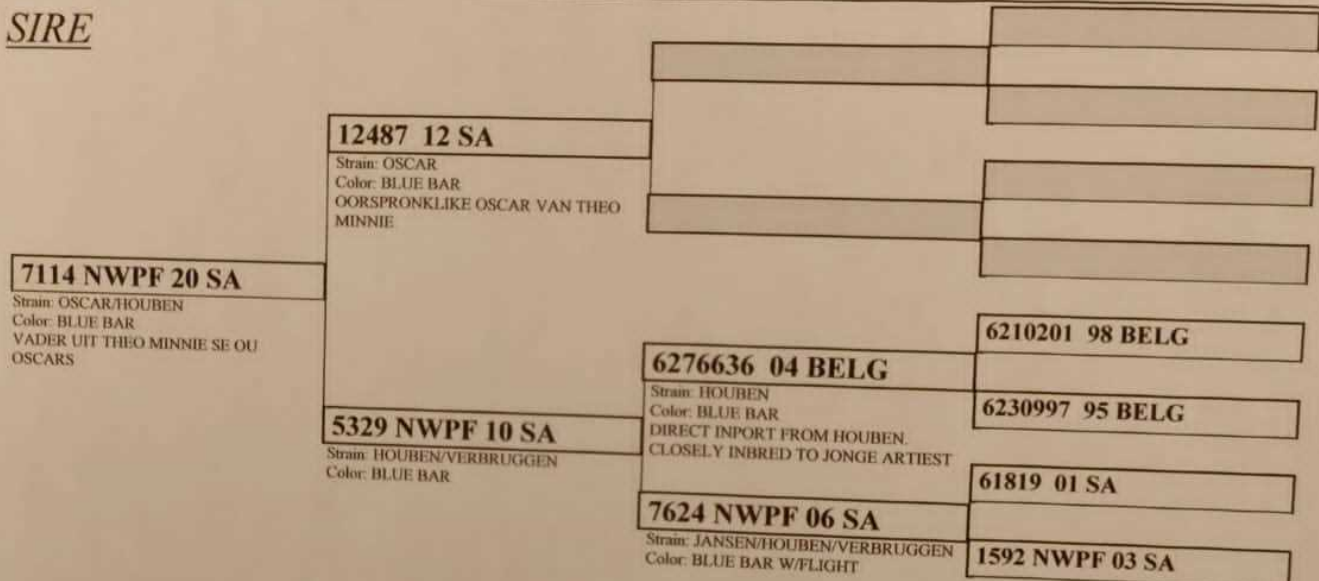 SIRE
12487 12 SA
Strain: OSCAR
Color: BLUE BAR
OORSPRONKLIKE OSCAR VAN THEO
MINNIE
7114 NWPF 20 SA
Strain: OSCAR/HOUBEN
Color: BLUE BAR
VADER UIT THEO MINNIE SE OU
OSCARS
5329 NWPF 10 SA
Strain: HOUBEN/VERBRUGGEN
Color: BLUE BAR
6276636 04 BELG
Strain: HOUBEN
Color: BLUE BAR
DIRECT INPORT FROM HOUBEN.
CLOSELY INBRED TO JONGE ARTIEST
7624 NWPF 06 SA
Strain: JANSEN/HOUBEN/VERBRUGGEN
Color: BLUE BAR W/FLIGHT
6210201 98 BELG
6230997 95 BELG
61819 01 SA
1592 NWPF 03 SA